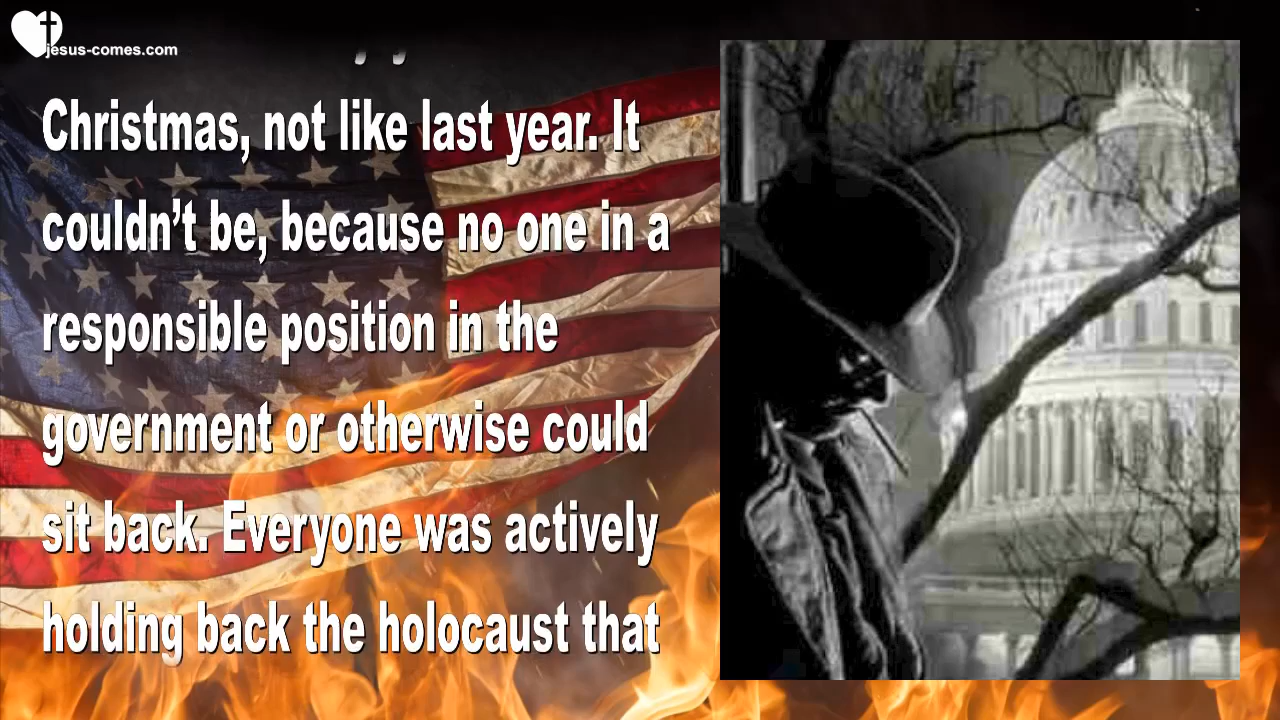 jesus-comes.com
Christmas, not like last year. It
couldn’t be, because no one in a
responsible position in the
government or otherwise could
sit back. Everyone was actively
holding back the holocaust that